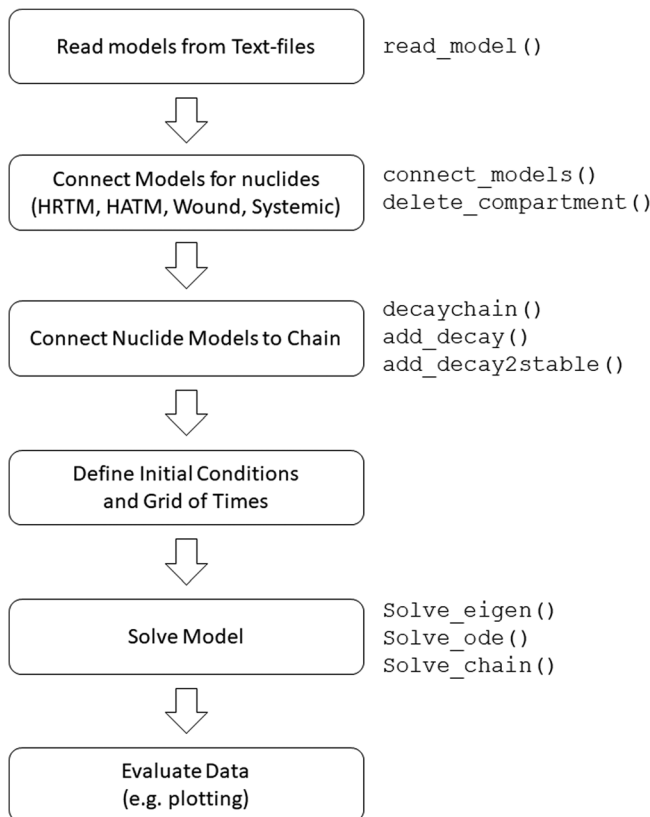 Read models from Text-files
read_model()
Connect Models for nuclides
(HRTM, HATM, Wound, Systemic)
connect_models()
delete_compartment()
Connect Nuclide Models to Chain
decaychain()
add_decay()
add_decay2stable()
Define Initial Conditions
and Grid of Times
Solve Model
Solve_eigen()
Solve_ode()
Solve_chain()
Evaluate Data
(e.g. plotting)